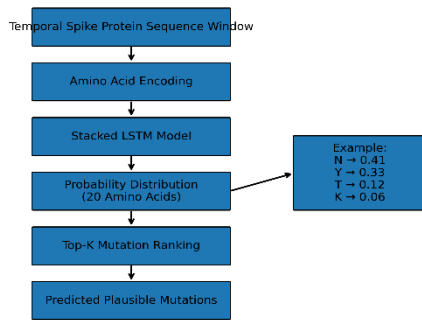 Temporal Spike Protein Sequence Window
Amino Acid Encoding
Stacked LSTM Model
Probability Distribution
(20 Amino Acids)
Example:
N → 0.41
Y → 0.33
T → 0.12
K → 0.06
Top-K Mutation Ranking
Predicted Plausible Mutations